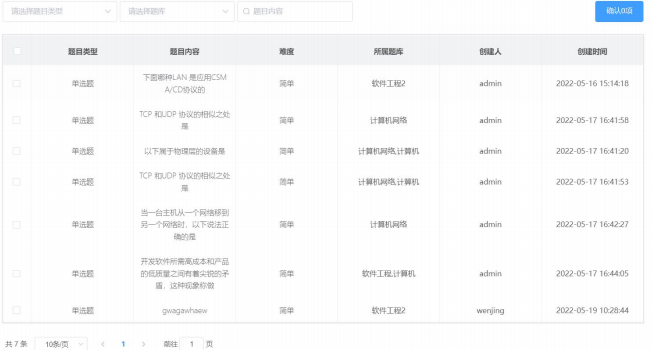 请选择题目类型 请选择题库 题目内容 确认0项
题目类型 题目内容 难度 所属题库 创建人 创建时间
单选题 下面哪种LAN 是应用CSM 简单 软件工程2 admin 2022-05-16 15:14:18
A/CD协议的
单选题 TCP 和UDP 协议的相似之处 简单 计算机网络 admin 2022-05-17 16:41:58
是
单选题 以下属于物理层的设备是 简单 计算机网络,计算机 admin 2022-05-17 16:41:20
单选题 TCP 和UDP 协议的相似之处 简单 计算机网络,计算机 admin 2022-05-17 16:41:53
是
单选题 当一台主机从一个网络移到 简单 计算机网络 admin 2022-05-17 16:42:27
另一个网络时，以下说法正
确的是
单选题 开发软件所需高成本和产品 简单 软件工程,计算机 admin 2022-05-17 16:44:05
的低质量之间有着尖锐的矛
盾，这种现象称做
单选题 gwagawhaew 简单 软件工程2 wenjing 2022-05-19 10:28:44
共 7 条 10条/页 1 前往 1 页